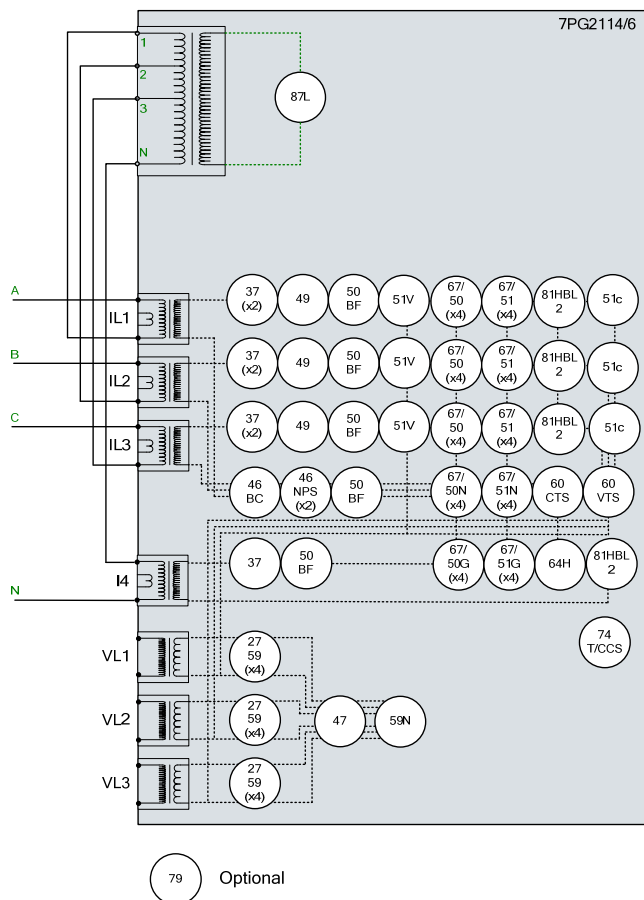 7PG2114/6
1
2
3
N
87L
A
IL1
37
(x2)
49
50
BF
51V
67/
50
(x4)
67/
51
(x4)
81HBL
2
51c
B
IL2
37
(x2)
49
50
BF
51V
67/
50
(x4)
67/
51
(x4)
81HBL
2
51c
C
IL3
37
(x2)
49
50
BF
51V
67/
50
(x4)
67/
51
(x4)
81HBL
2
51c
46
BC
46
NPS
(x2)
50
BF
67/
50N
(x4)
67/
51N
(x4)
60
CTS
60
VTS
N
I4
37
50
BF
67/
50G
(x4)
67/
51G
(x4)
64H
81HBL
2
74
T/CCS
VL1
27
59
(x4)
VL2
27
59
(x4)
47
59N
VL3
27
59
(x4)
79
Optional